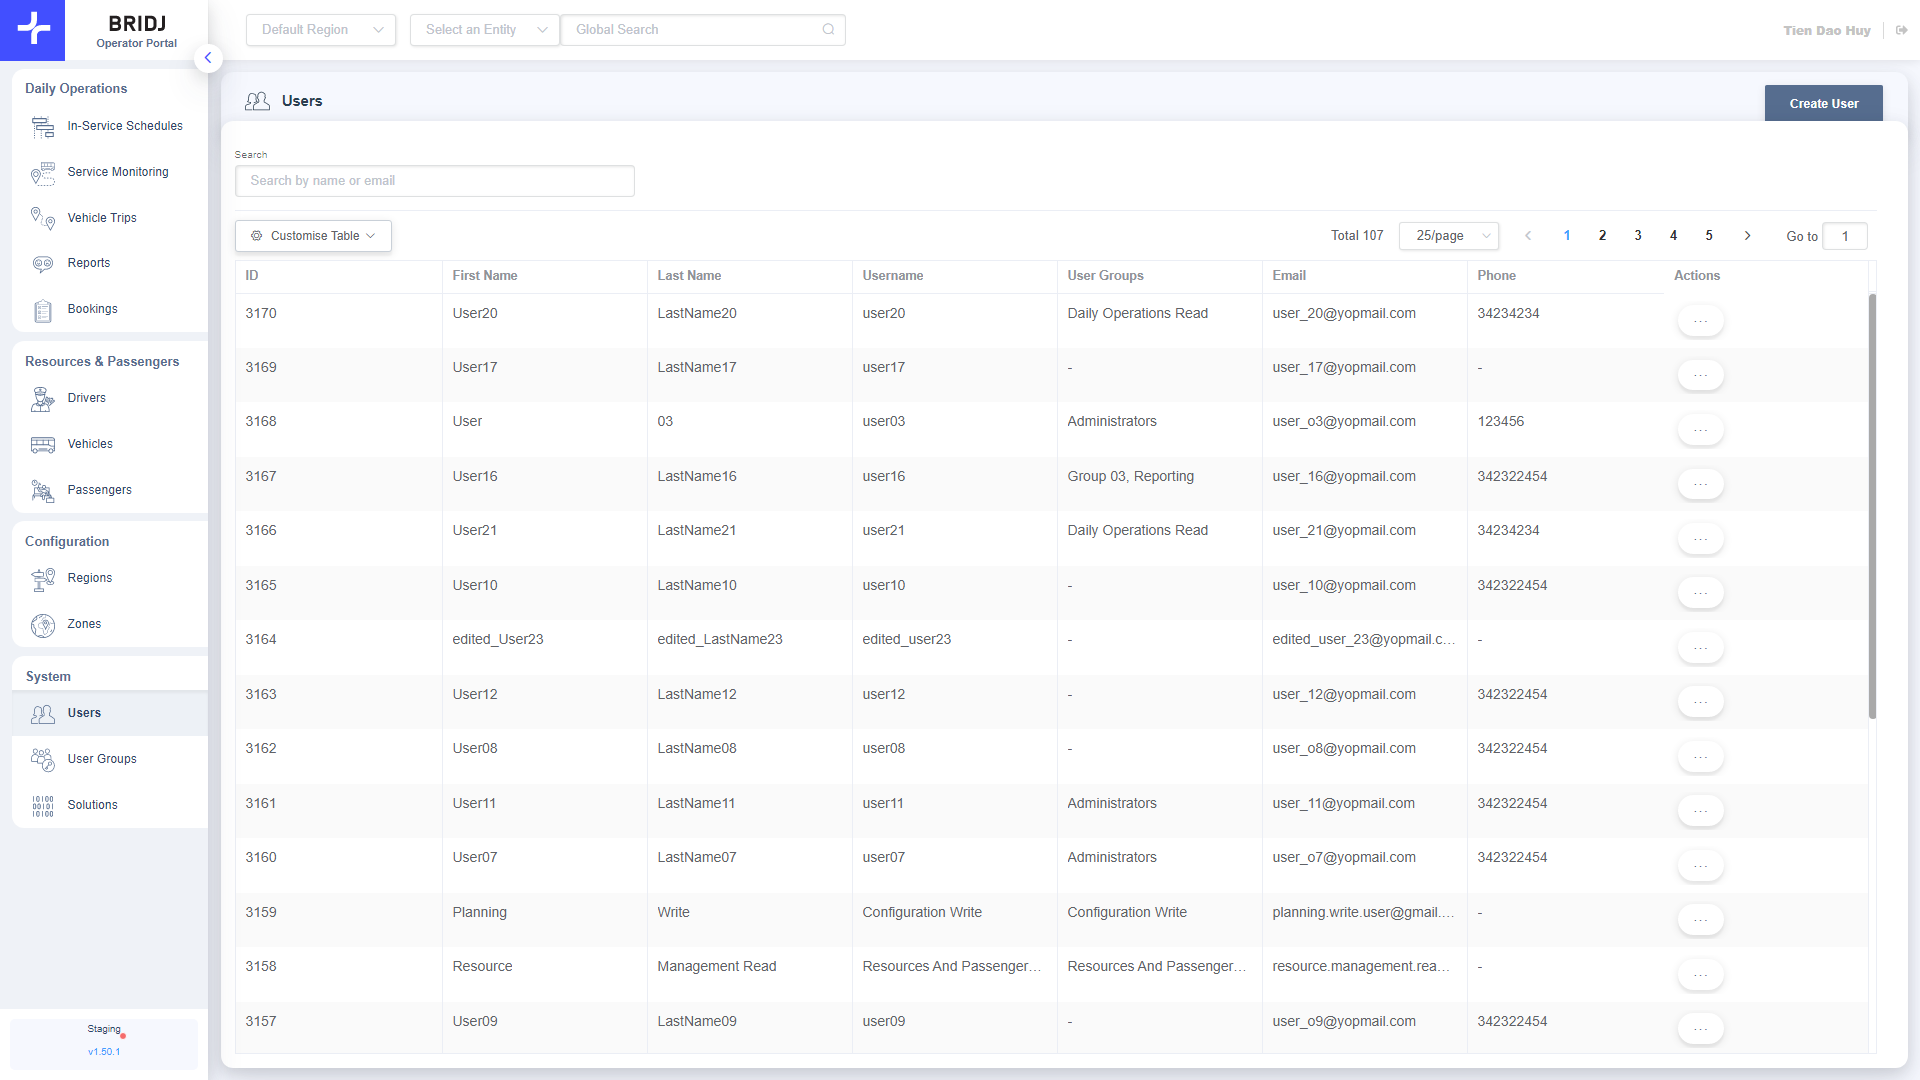 BRIDJ
Operator Portal
Default Region
Select an Entity
Global Search
Tien Dao Huy
Daily Operations
In-Service Schedules
Service Monitoring
Vehicle Trips
Reports
Bookings
Resources & Passengers
Drivers
Vehicles
Passengers
Configuration
Regions
Zones
System
Users
User Groups
Solutions
Staging
v1.50.1
Users
Create User
Search
Search by name or email
Customise Table
Total 107 25/page 1 2 3 4 5 Go to 1
ID First Name Last Name Username User Groups Email Phone Actions
3170 User20 LastName20 user20 Daily Operations Read user_20@yopmail.com 34234234 ...
3169 User17 LastName17 user17 - user_17@yopmail.com - ...
3168 User 03 user03 Administrators user_o3@yopmail.com 123456 ...
3167 User16 LastName16 user16 Group 03, Reporting user_16@yopmail.com 342322454 ...
3166 User21 LastName21 user21 Daily Operations Read user_21@yopmail.com 34234234 ...
3165 User10 LastName10 user10 - user_10@yopmail.com 342322454 ...
3164 edited_User23 edited_LastName23 edited_user23 - edited_user_23@yopmail.c... - ...
3163 User12 LastName12 user12 - user_12@yopmail.com 342322454 ...
3162 User08 LastName08 user08 - user_o8@yopmail.com 342322454 ...
3161 User11 LastName11 user11 Administrators user_11@yopmail.com 342322454 ...
3160 User07 LastName07 user07 Administrators user_o7@yopmail.com 342322454 ...
3159 Planning Write Configuration Write Configuration Write planning.write.user@gmail.... - ...
3158 Resource Management Read Resources And Passenger... Resources And Passenger... resource.management.rea... - ...
3157 User09 LastName09 user09 - user_o9@yopmail.com 342322454 ...